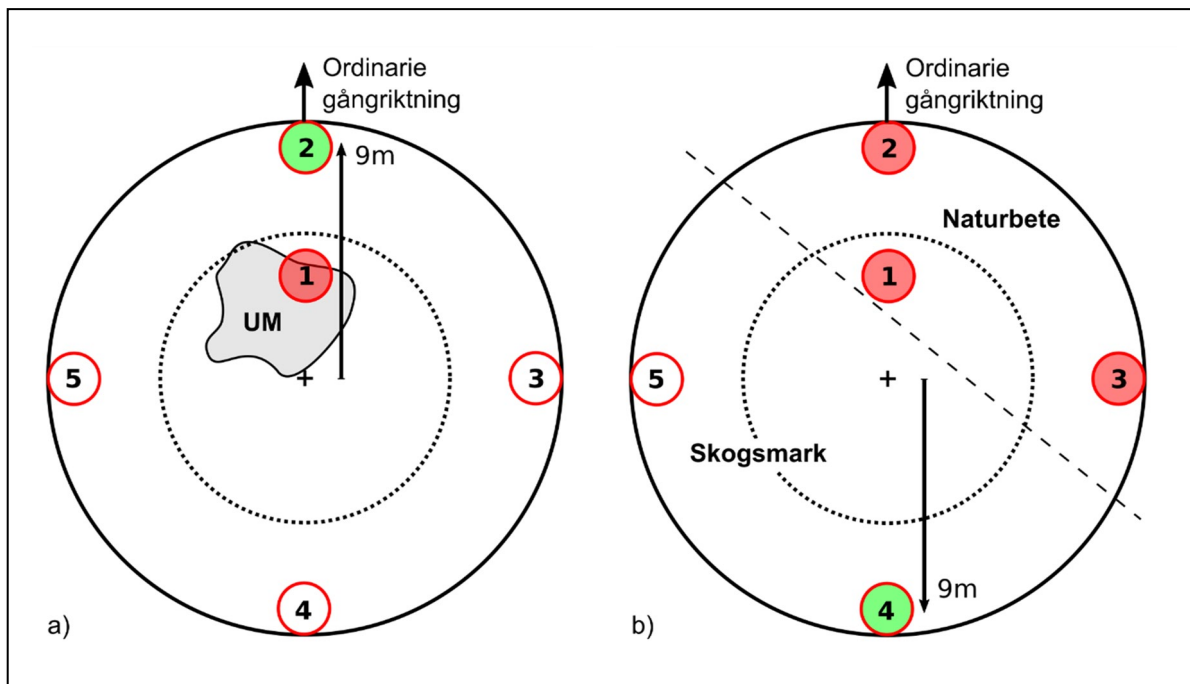 Ordinarie
gångriktning
2
9m
1
UM
5
3
4
a)
Ordinarie
gångriktning
2
Naturbete
1
5
3
Skogsmark
9m
4
b)